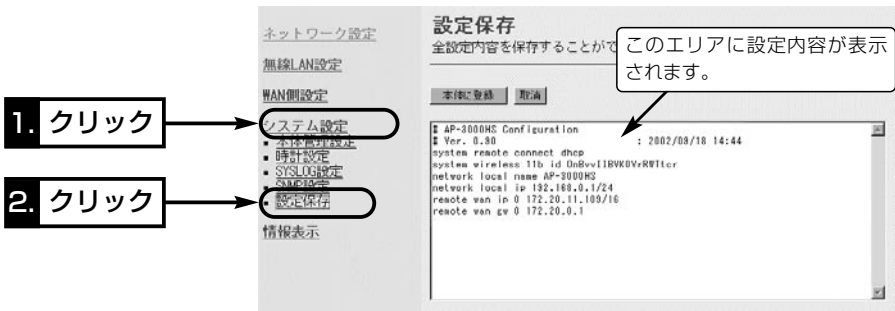 ネットワーク設定
無線LAN設定
WAN側設定
1. クリック
システム設定
本体管理設定
時計設定
SYSLOG設定
SNMP設定
2. クリック
設定保存
情報表示
設定保存
全設定内容を保存することがで
このエリアに設定内容が表示
されます。
本体に登録 取消
# AP-3000HS Configuration
# Ver. 0.90 : 2002/09/18 14:44
system remote connect dhcp
system wireless 11b id
network local name AP-3000HS
network local ip 192.168.0.1/24
remote wan ip 0 172.20.11.109/16
remote wan gw 0 172.20.0.1